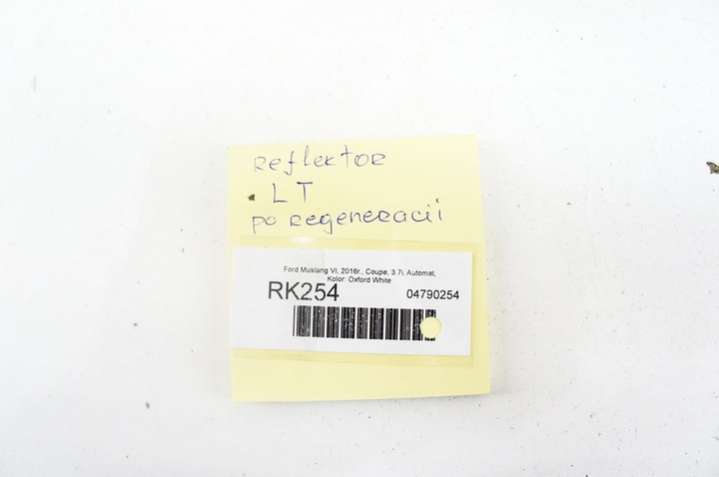 Reflektor
. LT
po regeneracii
Ford Mustang VI, 2016r., Coupe, 3.7i, Automat,
Kolor: Oxford White
RK254 04790254